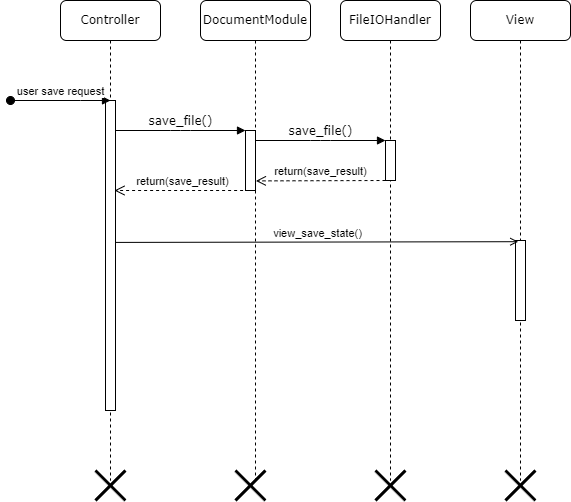 Controller
DocumentModule
FileIOHandler
View
user save request
save_file()
save_file()
return(save_result)
return(save_result)
view_save_state()